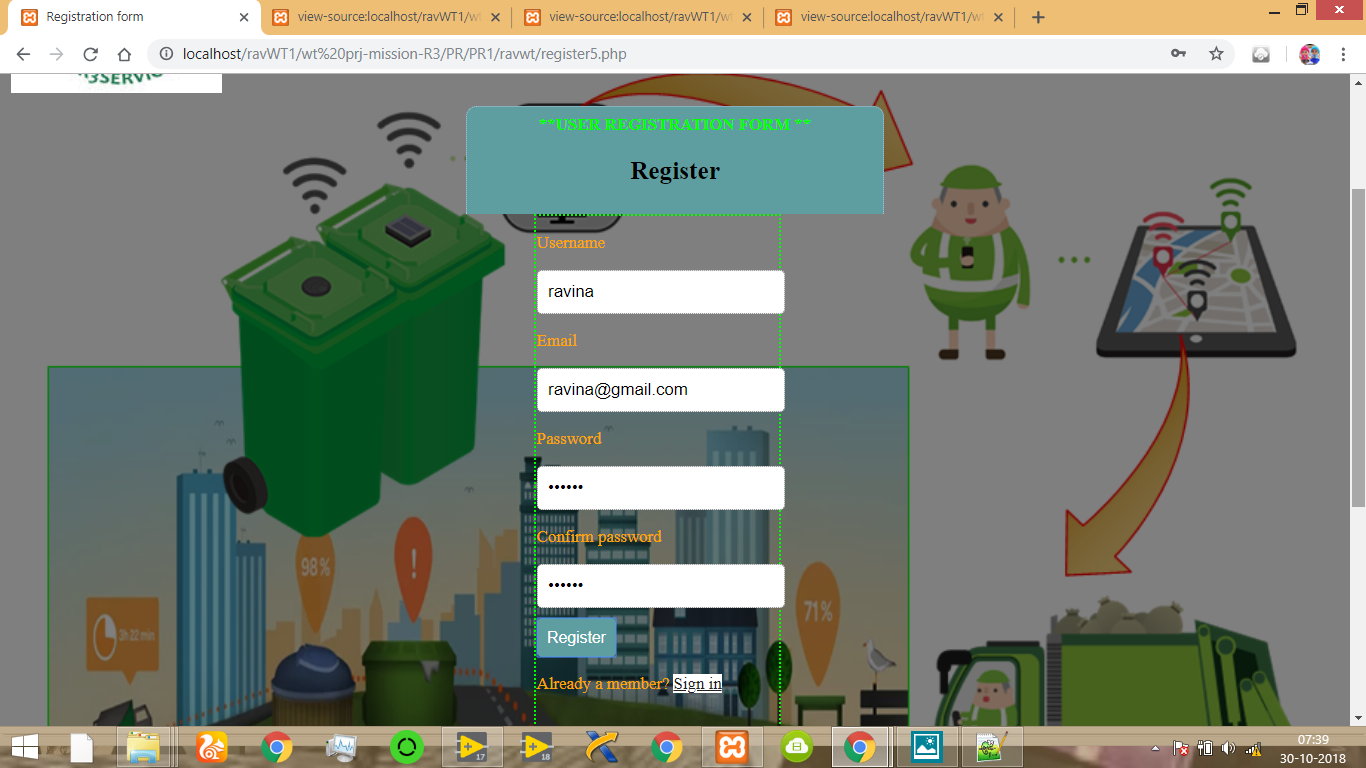 Registration form
view-source:localhost/ravWT1/wt
view-source:localhost/ravWT1/wt
view-source:localhost/ravWT1/wt
localhost/ravWT1/wt%20prj-mission-R3/PR/PR1/ravwt/register5.php
**USER REGISTRATION FORM **
Register
Username
ravina
Email
ravina@gmail.com
Password
••••••
Confirm password
••••••
Register
Already a member? Sign in
98%
!
71%
3h 22 min
17
18
07:39
30-10-2018